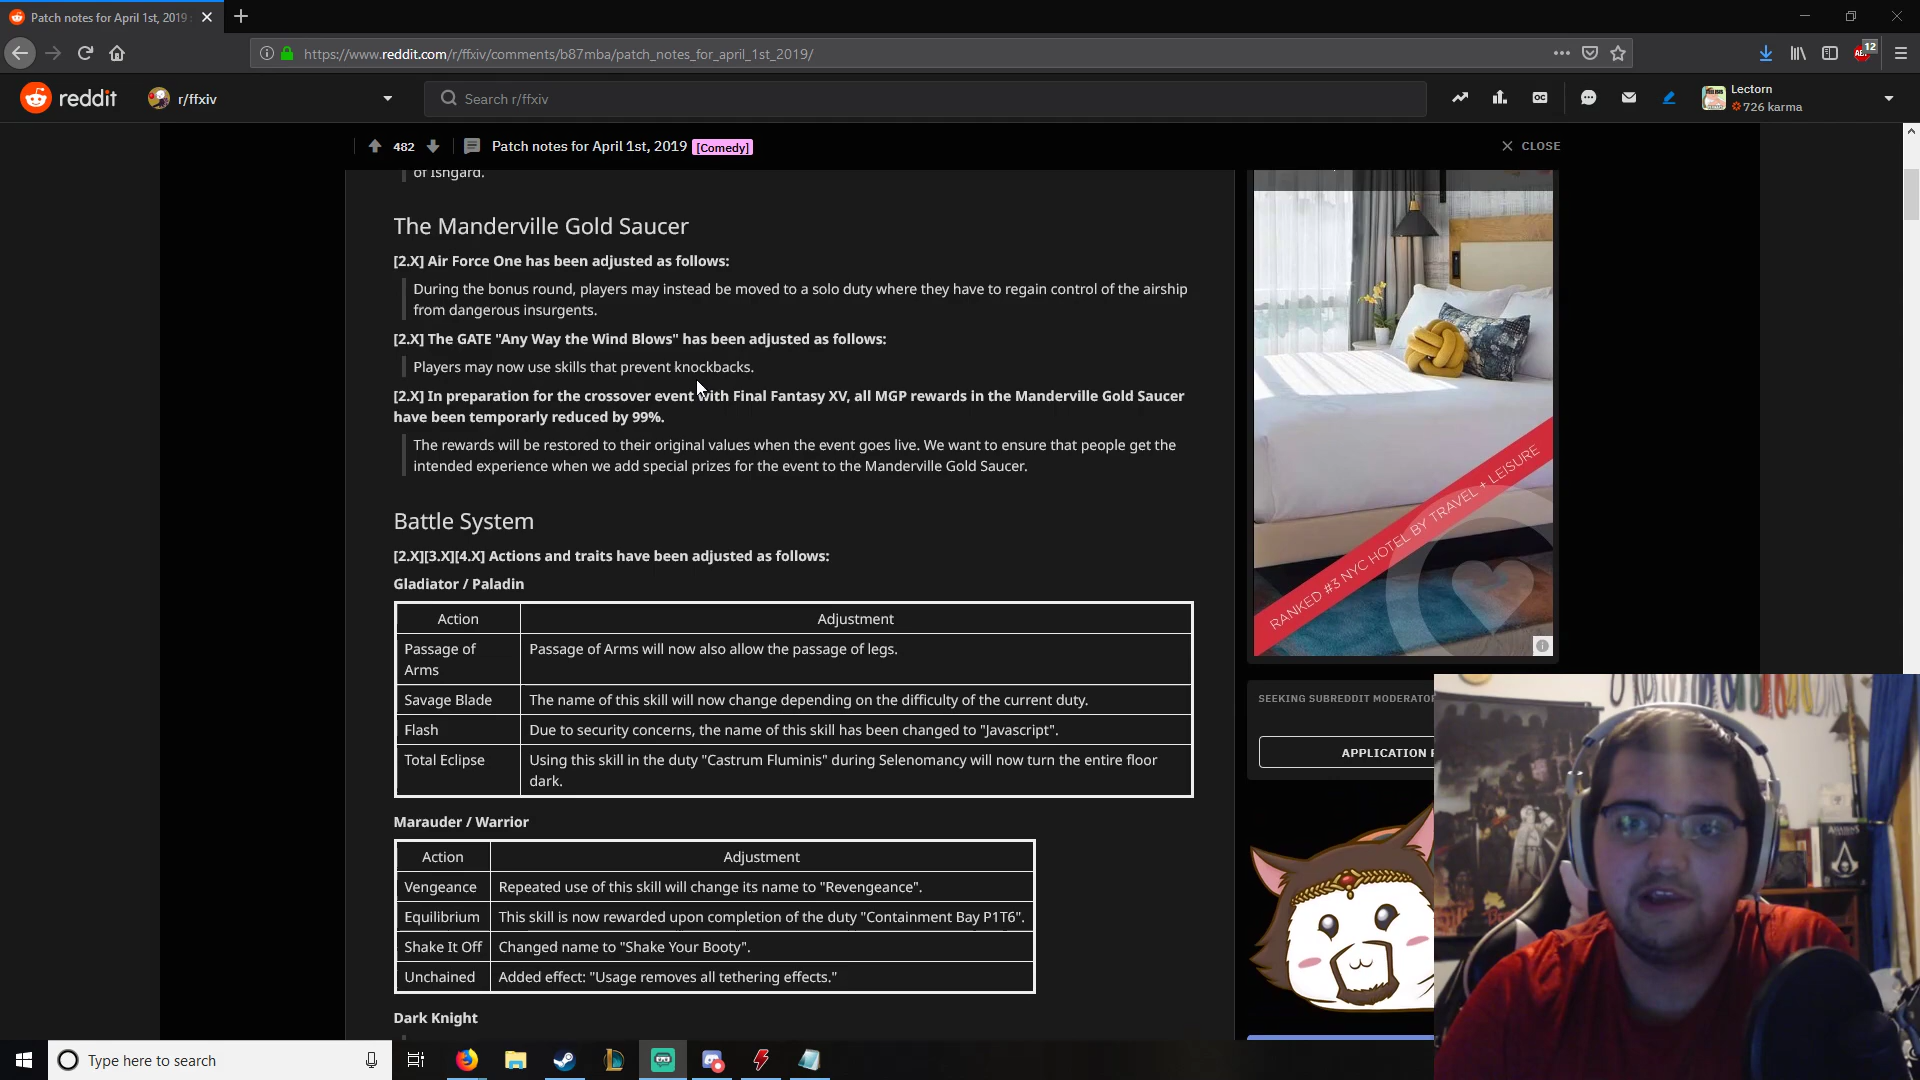 Patch notes for April 1st, 2019
https://www.reddit.com/r/ffxiv/comments/b87mba/patch_notes_for_april_1st_2019/
12
reddit
r/ffxiv
Search r/ffxiv
Lectorn
726 karma
482
Patch notes for April 1st, 2019 [Comedy]
CLOSE
of Ishgard.
The Manderville Gold Saucer
[2.X] Air Force One has been adjusted as follows:
During the bonus round, players may instead be moved to a solo duty where they have to regain control of the airship
from dangerous insurgents.
[2.X] The GATE "Any Way the Wind Blows" has been adjusted as follows:
Players may now use skills that prevent knockbacks.
[2.X] In preparation for the crossover event with Final Fantasy XV, all MGP rewards in the Manderville Gold Saucer
have been temporarly reduced by 99%.
The rewards will be restored to their original values when the event goes live. We want to ensure that people get the
intended experience when we add special prizes for the event to the Manderville Gold Saucer.
Battle System
[2.X][3.X][4.X] Actions and traits have been adjusted as follows:
Gladiator / Paladin
Action Adjustment
Passage of Passage of Arms will now also allow the passage of legs.
Arms
Savage Blade The name of this skill will now change depending on the difficulty of the current duty.
Flash Due to security concerns, the name of this skill has been changed to "Javascript".
Total Eclipse Using this skill in the duty "Castrum Fluminis" during Selenomancy will now turn the entire floor
dark.
Marauder / Warrior
Action Adjustment
Vengeance Repeated use of this skill will change its name to "Revengeance".
Equilibrium This skill is now rewarded upon completion of the duty "Containment Bay P1T6".
Shake It Off Changed name to "Shake Your Booty".
Unchained Added effect: "Usage removes all tethering effects."
Dark Knight
RANKED #3 NYC HOTEL BY TRAVEL + LEISURE
SEEKING SUBREDDIT MODERATOR
APPLICATION
Type here to search